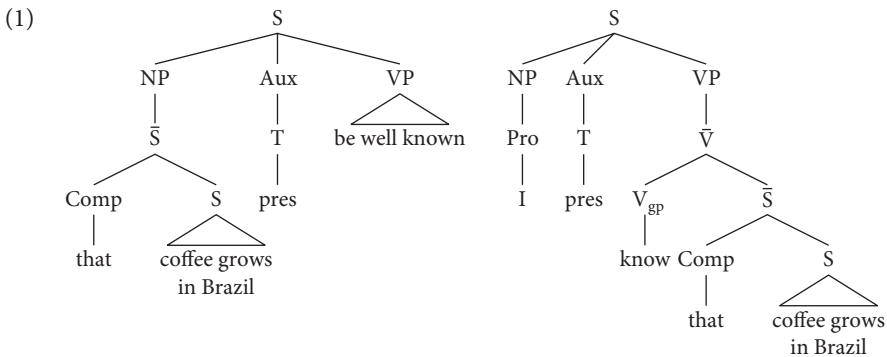 (1) S S
NP Aux VP NP Aux VP
S̄ T be well known Pro T V̄
Comp S pres I pres V_gp S̄
that coffee grows know Comp S
in Brazil
that coffee grows
in Brazil